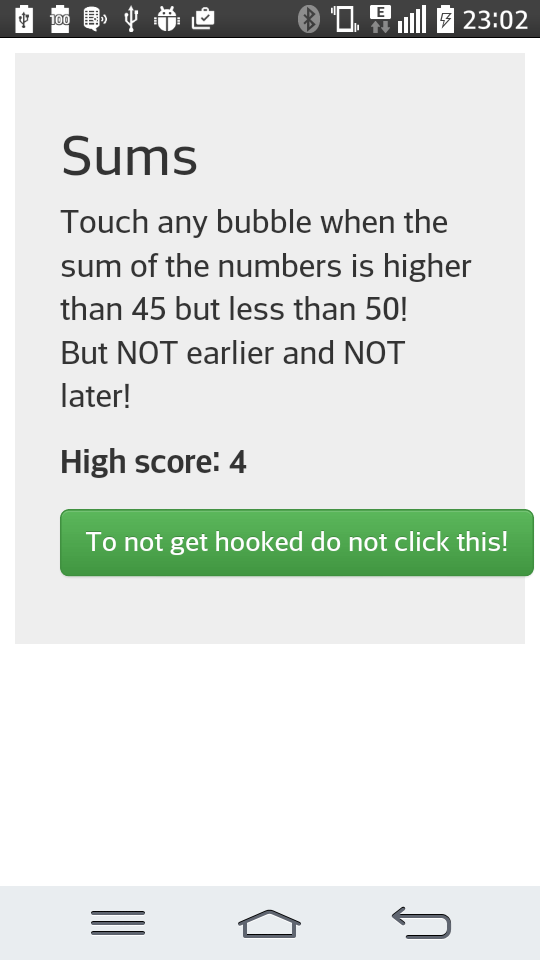 100
E
23:02
Sums
Touch any bubble when the
sum of the numbers is higher
than 45 but less than 50!
But NOT earlier and NOT
later!
High score: 4
To not get hooked do not click this!